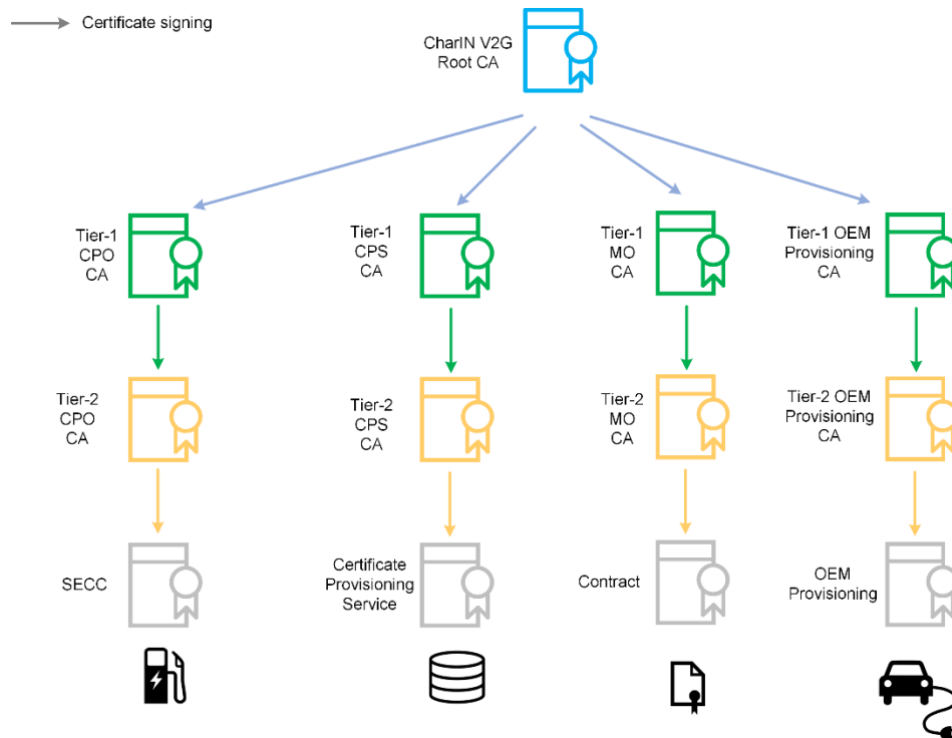 Certificate signing
CharIN V2G
Root CA
Tier-1
CPO
CA
Tier-1
CPS
CA
Tier-1
MO
CA
Tier-1 OEM
Provisioning
CA
Tier-2
CPO
CA
Tier-2
CPS
CA
Tier-2
MO
CA
Tier-2 OEM
Provisioning
CA
SECC
Certificate
Provisioning
Service
Contract
OEM
Provisioning